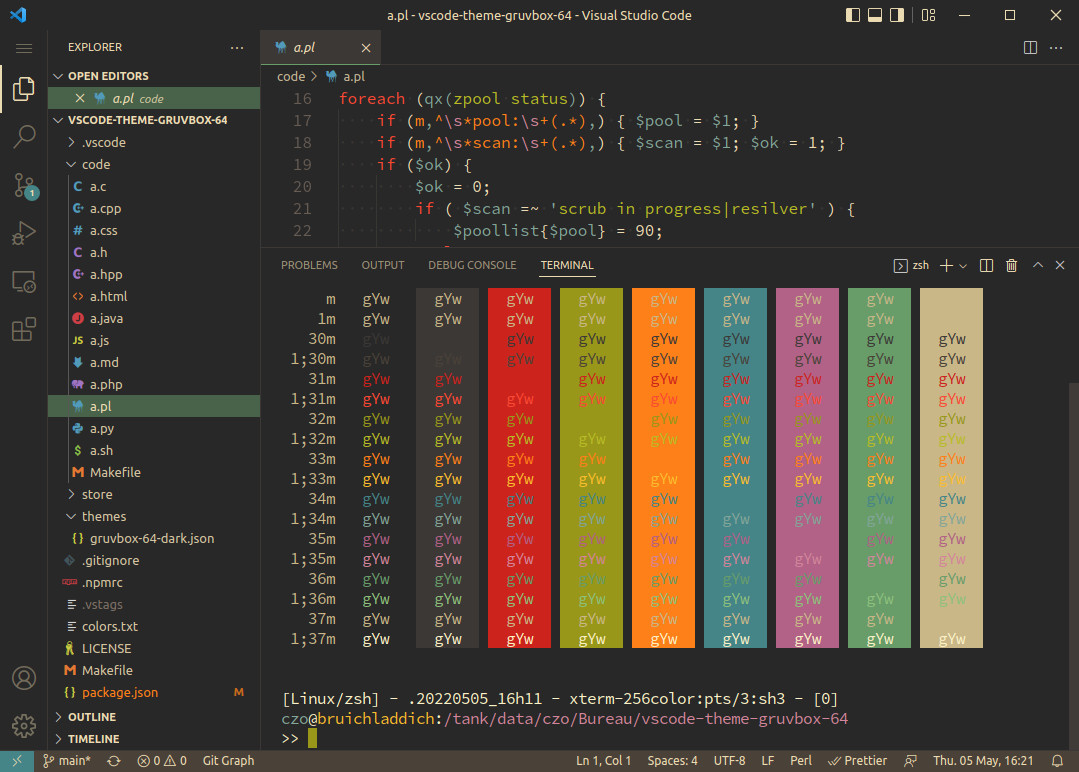 a.pl - vscode-theme-gruvbox-64 - Visual Studio Code
EXPLORER
OPEN EDITORS
a.pl code
VSCODE-THEME-GRUVBOX-64
.vscode
code
C a.c
a.cpp
# a.css
C a.h
a.hpp
<> a.html
J a.java
JS a.js
a.md
a.php
a.pl
a.py
$ a.sh
M Makefile
store
themes
{} gruvbox-64-dark.json
.gitignore
npm .npmrc
.vstags
colors.txt
LICENSE
M Makefile
{} package.json M
OUTLINE
TIMELINE
1
a.pl
code > a.pl
16 foreach (qx(zpool status)) {
17 if (m,^\s*pool:\s+(.*),) { $pool = $1; }
18 if (m,^\s*scan:\s+(.*),) { $scan = $1; $ok = 1; }
19 if ($ok) {
20 $ok = 0;
21 if ( $scan =~ 'scrub in progress|resilver' ) {
22 $poollist{$pool} = 90;
PROBLEMS OUTPUT DEBUG CONSOLE TERMINAL zsh
m gYw gYw gYw gYw gYw gYw gYw gYw
1m gYw gYw gYw gYw gYw gYw gYw gYw
30m gYw gYw gYw gYw gYw gYw gYw gYw
1;30m gYw gYw gYw gYw gYw gYw gYw gYw gYw
31m gYw gYw gYw gYw gYw gYw gYw gYw
1;31m gYw gYw gYw gYw gYw gYw gYw gYw gYw
32m gYw gYw gYw gYw gYw gYw gYw gYw
1;32m gYw gYw gYw gYw gYw gYw gYw gYw gYw
33m gYw gYw gYw gYw gYw gYw gYw gYw
1;33m gYw gYw gYw gYw gYw gYw gYw gYw gYw
34m gYw gYw gYw gYw gYw gYw gYw gYw
1;34m gYw gYw gYw gYw gYw gYw gYw gYw gYw
35m gYw gYw gYw gYw gYw gYw gYw gYw
1;35m gYw gYw gYw gYw gYw gYw gYw gYw gYw
36m gYw gYw gYw gYw gYw gYw gYw gYw
1;36m gYw gYw gYw gYw gYw gYw gYw gYw gYw
37m gYw gYw gYw gYw gYw gYw gYw gYw
1;37m gYw gYw gYw gYw gYw gYw gYw gYw gYw
[Linux/zsh] - .20220505_16h11 - xterm-256color:pts/3:sh3 - [0]
czo@bruichladdich:/tank/data/czo/Bureau/vscode-theme-gruvbox-64
>>
main* 0 0 Git Graph Ln 1, Col 1 Spaces: 4 UTF-8 LF Perl Prettier Thu. 05 May, 16:21